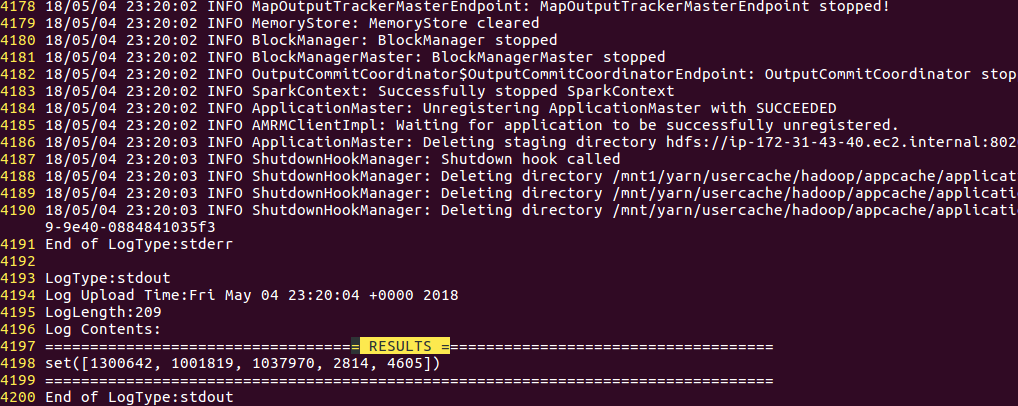 4178 18/05/04 23:20:02 INFO MapOutputTrackerMasterEndpoint: MapOutputTrackerMasterEndpoint stopped!
4179 18/05/04 23:20:02 INFO MemoryStore: MemoryStore cleared
4180 18/05/04 23:20:02 INFO BlockManager: BlockManager stopped
4181 18/05/04 23:20:02 INFO BlockManagerMaster: BlockManagerMaster stopped
4182 18/05/04 23:20:02 INFO OutputCommitCoordinator$OutputCommitCoordinatorEndpoint: OutputCommitCoordinator stop
4183 18/05/04 23:20:02 INFO SparkContext: Successfully stopped SparkContext
4184 18/05/04 23:20:02 INFO ApplicationMaster: Unregistering ApplicationMaster with SUCCEEDED
4185 18/05/04 23:20:02 INFO AMRMClientImpl: Waiting for application to be successfully unregistered.
4186 18/05/04 23:20:03 INFO ApplicationMaster: Deleting staging directory hdfs://ip-172-31-43-40.ec2.internal:802
4187 18/05/04 23:20:03 INFO ShutdownHookManager: Shutdown hook called
4188 18/05/04 23:20:03 INFO ShutdownHookManager: Deleting directory /mnt1/yarn/usercache/hadoop/appcache/applicat
4189 18/05/04 23:20:03 INFO ShutdownHookManager: Deleting directory /mnt/yarn/usercache/hadoop/appcache/applicatio
4190 18/05/04 23:20:03 INFO ShutdownHookManager: Deleting directory /mnt/yarn/usercache/hadoop/appcache/applicatio
9-9e40-0884841035f3
4191 End of LogType:stderr
4192
4193 LogType:stdout
4194 Log Upload Time:Fri May 04 23:20:04 +0000 2018
4195 LogLength:209
4196 Log Contents:
4197 =================================== RESULTS =====================================
4198 set([1300642, 1001819, 1037970, 2814, 4605])
4199 =================================================================================
4200 End of LogType:stdout